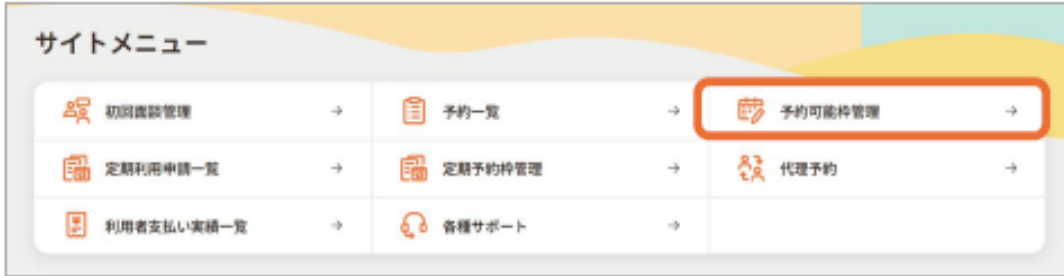 サイトメニュー
初回面談管理 → 予約一覧 → 予約可能枠管理 →
定期利用申請一覧 → 定期予約枠管理 → 代理予約 →
利用者支払い実績一覧 → 各種サポート →